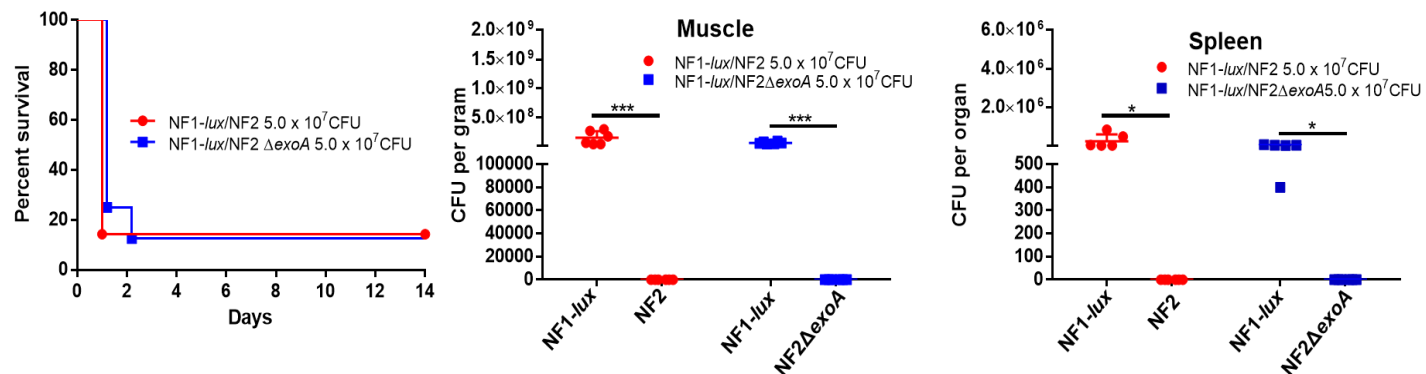 100
80
60
40
20
0
Percent survival
NF1-lux/NF2 5.0 x 10⁷CFU
NF1-lux/NF2 ΔexoA 5.0 x 10⁷CFU
0 2 4 6 8 10 12 14
Days
Muscle
2.0×10⁹
1.5×10⁹
1.0×10⁹
5.0×10⁸
100000
80000
60000
40000
20000
0
CFU per gram
NF1-lux/NF2 5.0 x 10⁷CFU
NF1-lux/NF2ΔexoA 5.0 x 10⁷CFU
*** ***
NF1-lux NF2 NF1-lux NF2ΔexoA
Spleen
6.0×10⁶
4.0×10⁶
2.0×10⁶
500
400
300
200
100
0
CFU per organ
NF1-lux/NF2 5.0 x 10⁷CFU
NF1-lux/NF2ΔexoA5.0 x 10⁷CFU
* *
NF1-lux NF2 NF1-lux NF2ΔexoA